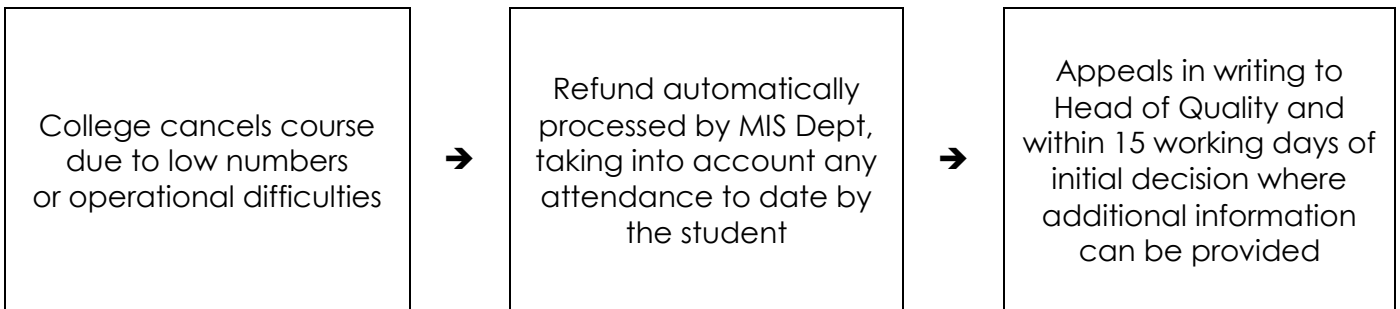 College cancels course
due to low numbers
or operational difficulties
➔
Refund automatically
processed by MIS Dept,
taking into account any
attendance to date by
the student
➔
Appeals in writing to
Head of Quality and
within 15 working days of
initial decision where
additional information
can be provided